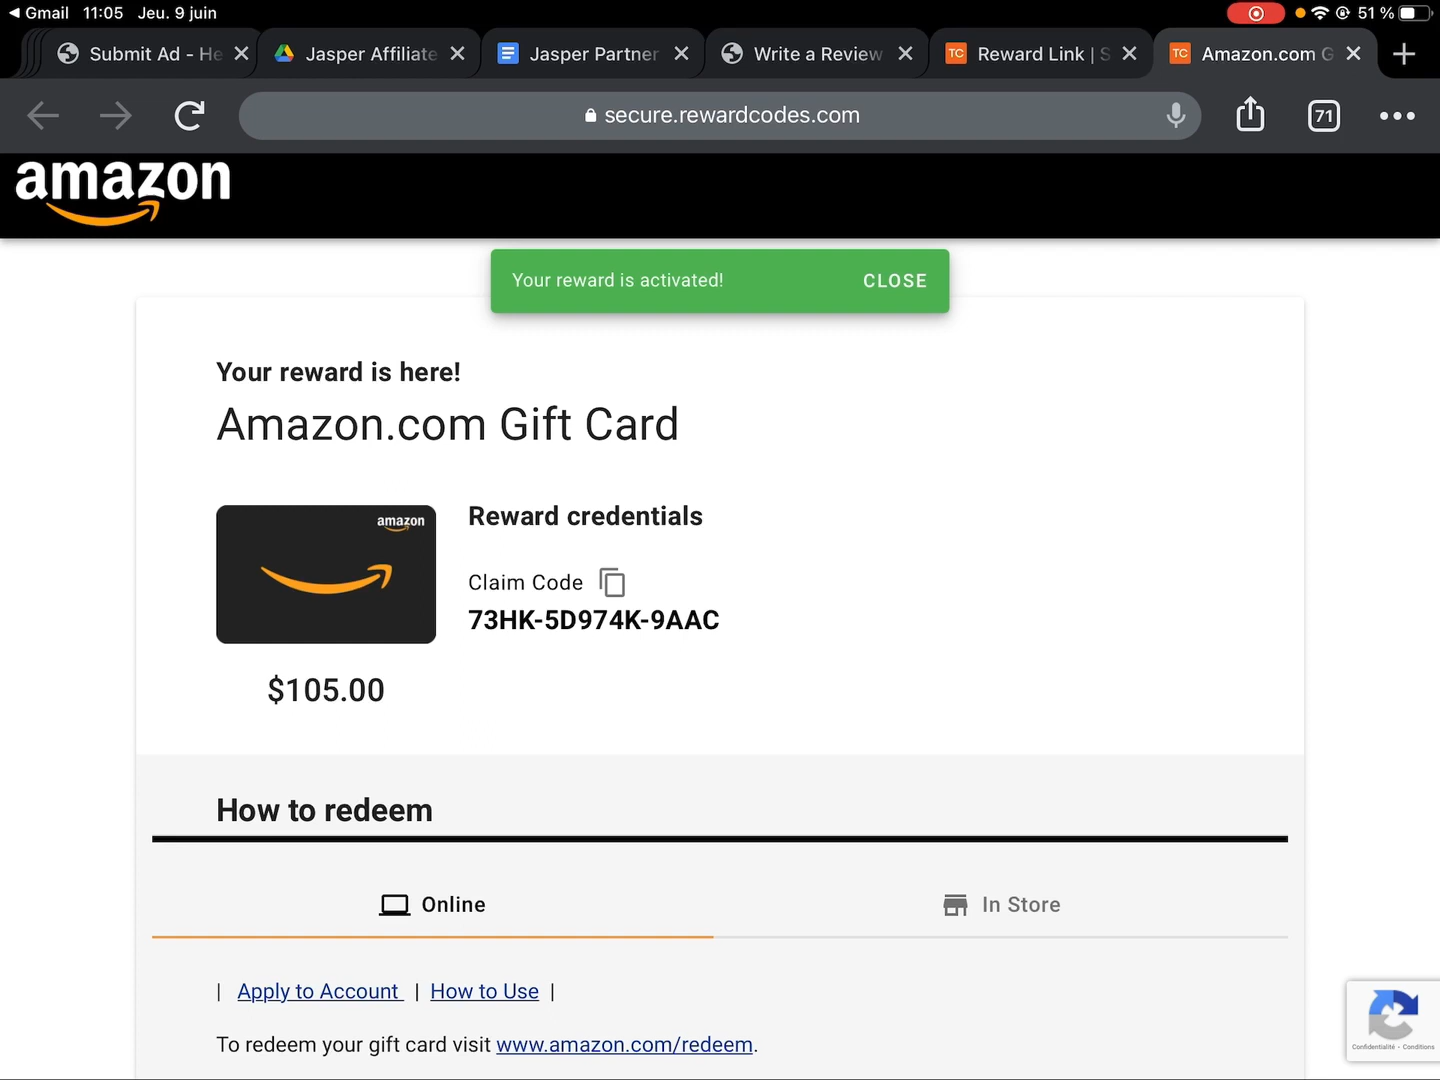 Gmail 11:05 Jeu. 9 juin 51 %
Submit Ad - He Jasper Affiliate Jasper Partner Write a Review TC Reward Link | S TC Amazon.com G
secure.rewardcodes.com 71
amazon
Your reward is activated! CLOSE
Your reward is here!
Amazon.com Gift Card
amazon
Reward credentials
Claim Code
73HK-5D974K-9AAC
$105.00
How to redeem
Online In Store
| Apply to Account | How to Use |
To redeem your gift card visit www.amazon.com/redeem.
Confidentialité - Conditions